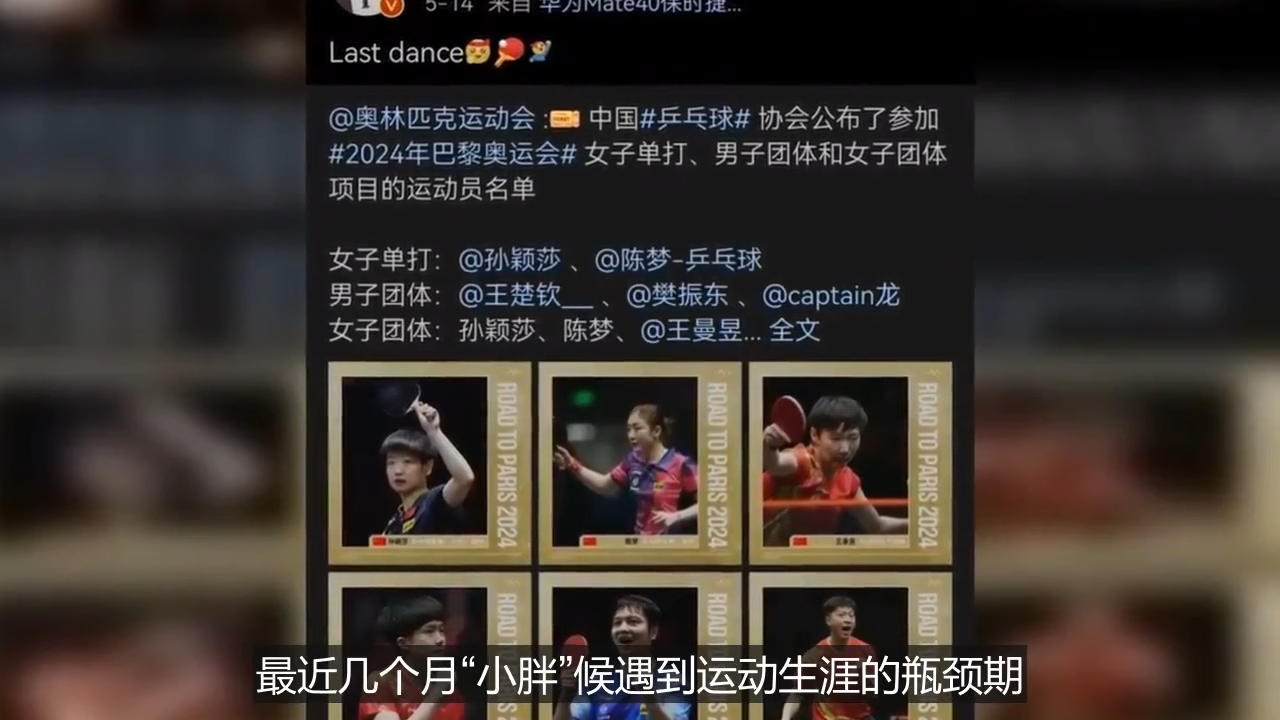 5-14 来自 华为Mate40保时捷...
Last dance
@奥林匹克运动会 : 中国#乒乓球# 协会公布了参加
#2024年巴黎奥运会# 女子单打、男子团体和女子团体
项目的运动员名单
女子单打：@孙颖莎 、@陈梦-乒乓球
男子团体：@王楚钦__ 、@樊振东 、@captain龙
女子团体：孙颖莎、陈梦、@王曼昱... 全文
ROAD TO PARIS 2024
ROAD TO PARIS 2024
ROAD TO PARIS 2024
最近几个月“小胖”候遇到运动生涯的瓶颈期